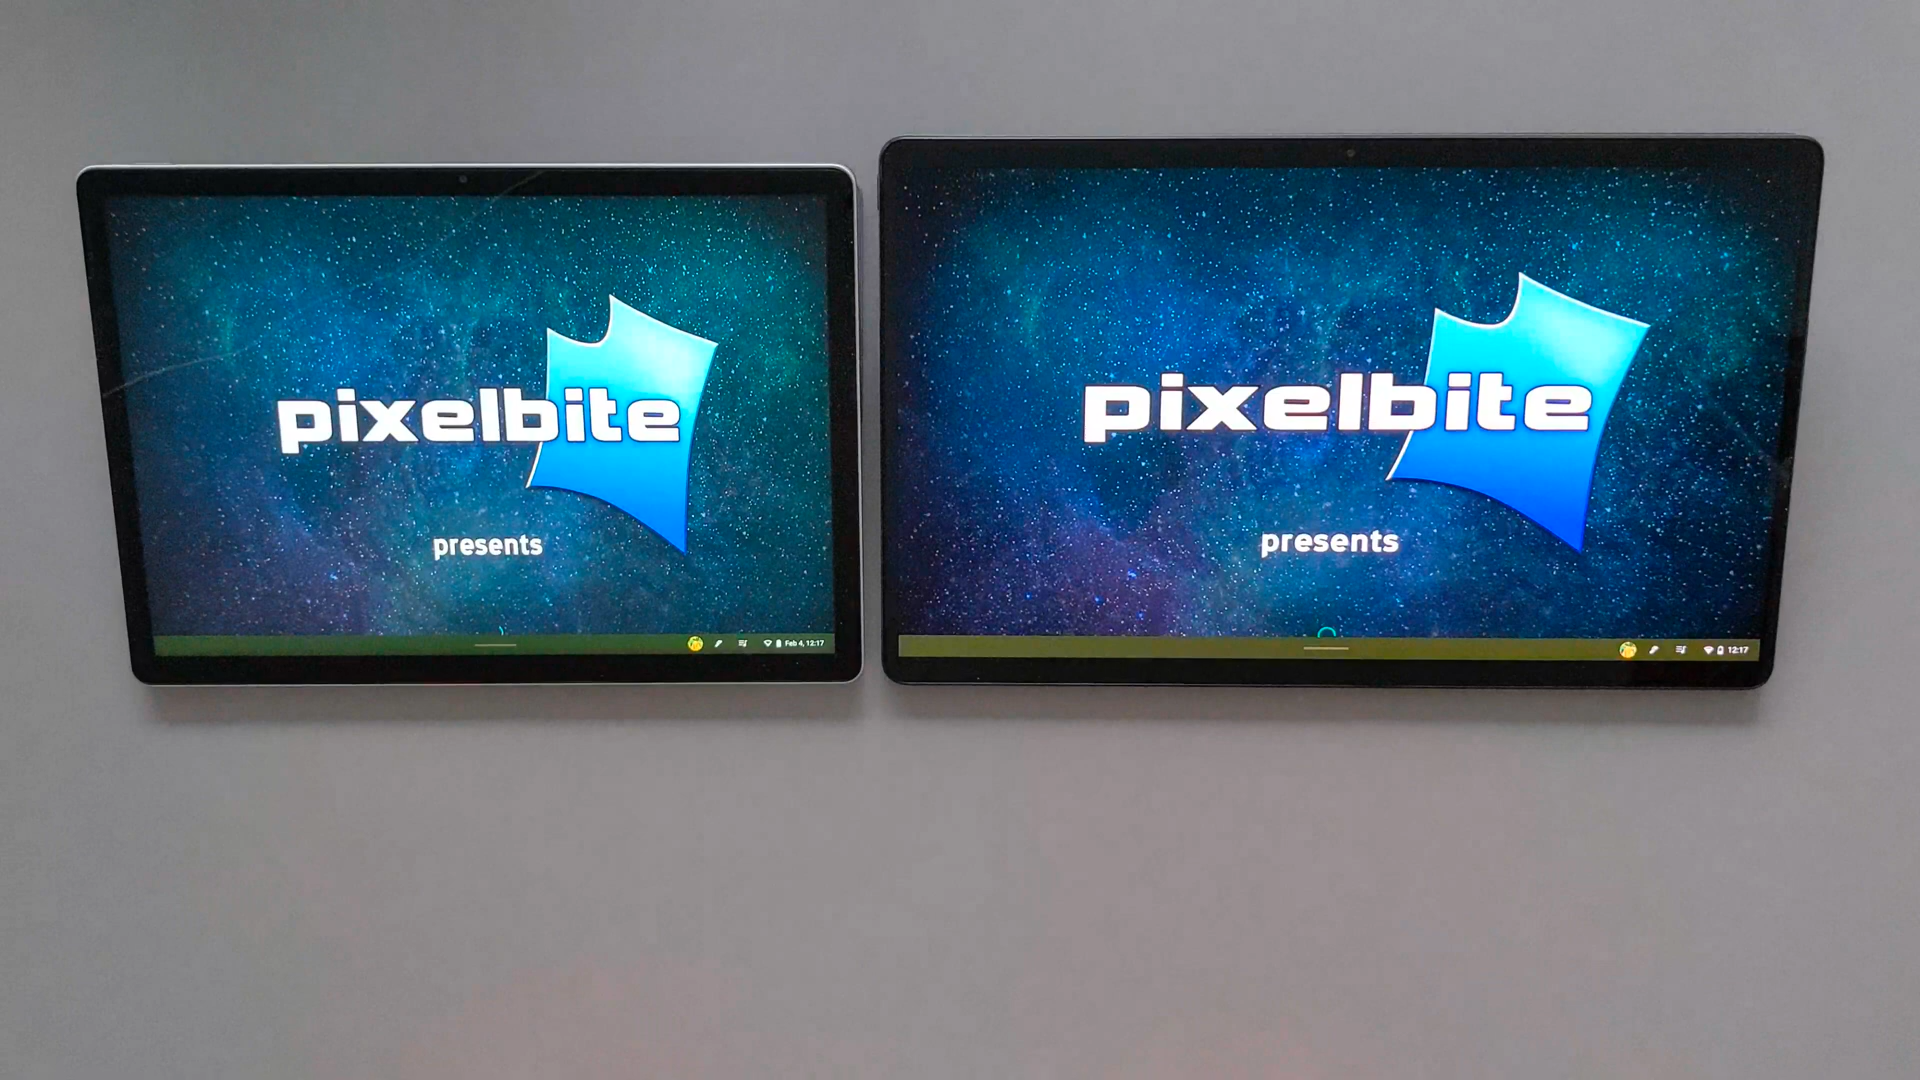 pixelbite
presents
Feb 4, 12:17
pixelbite
presents
12:17